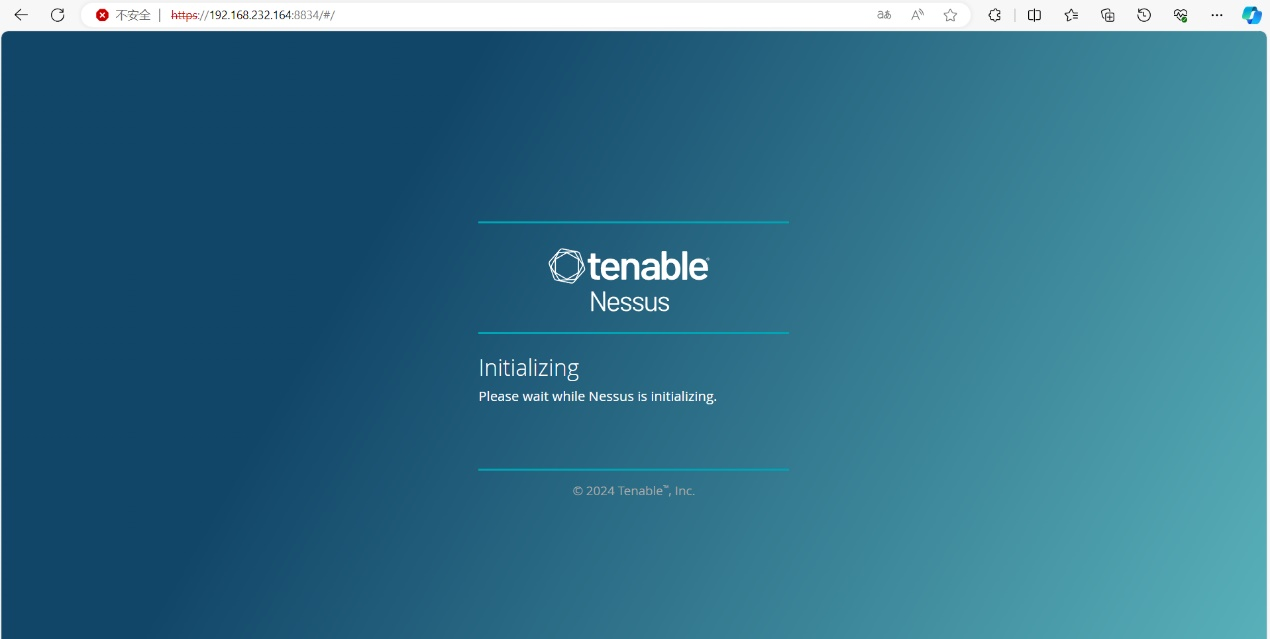 不安全 | https://192.168.232.164:8834/#/
tenable
Nessus
Initializing
Please wait while Nessus is initializing.
© 2024 Tenable™, Inc.